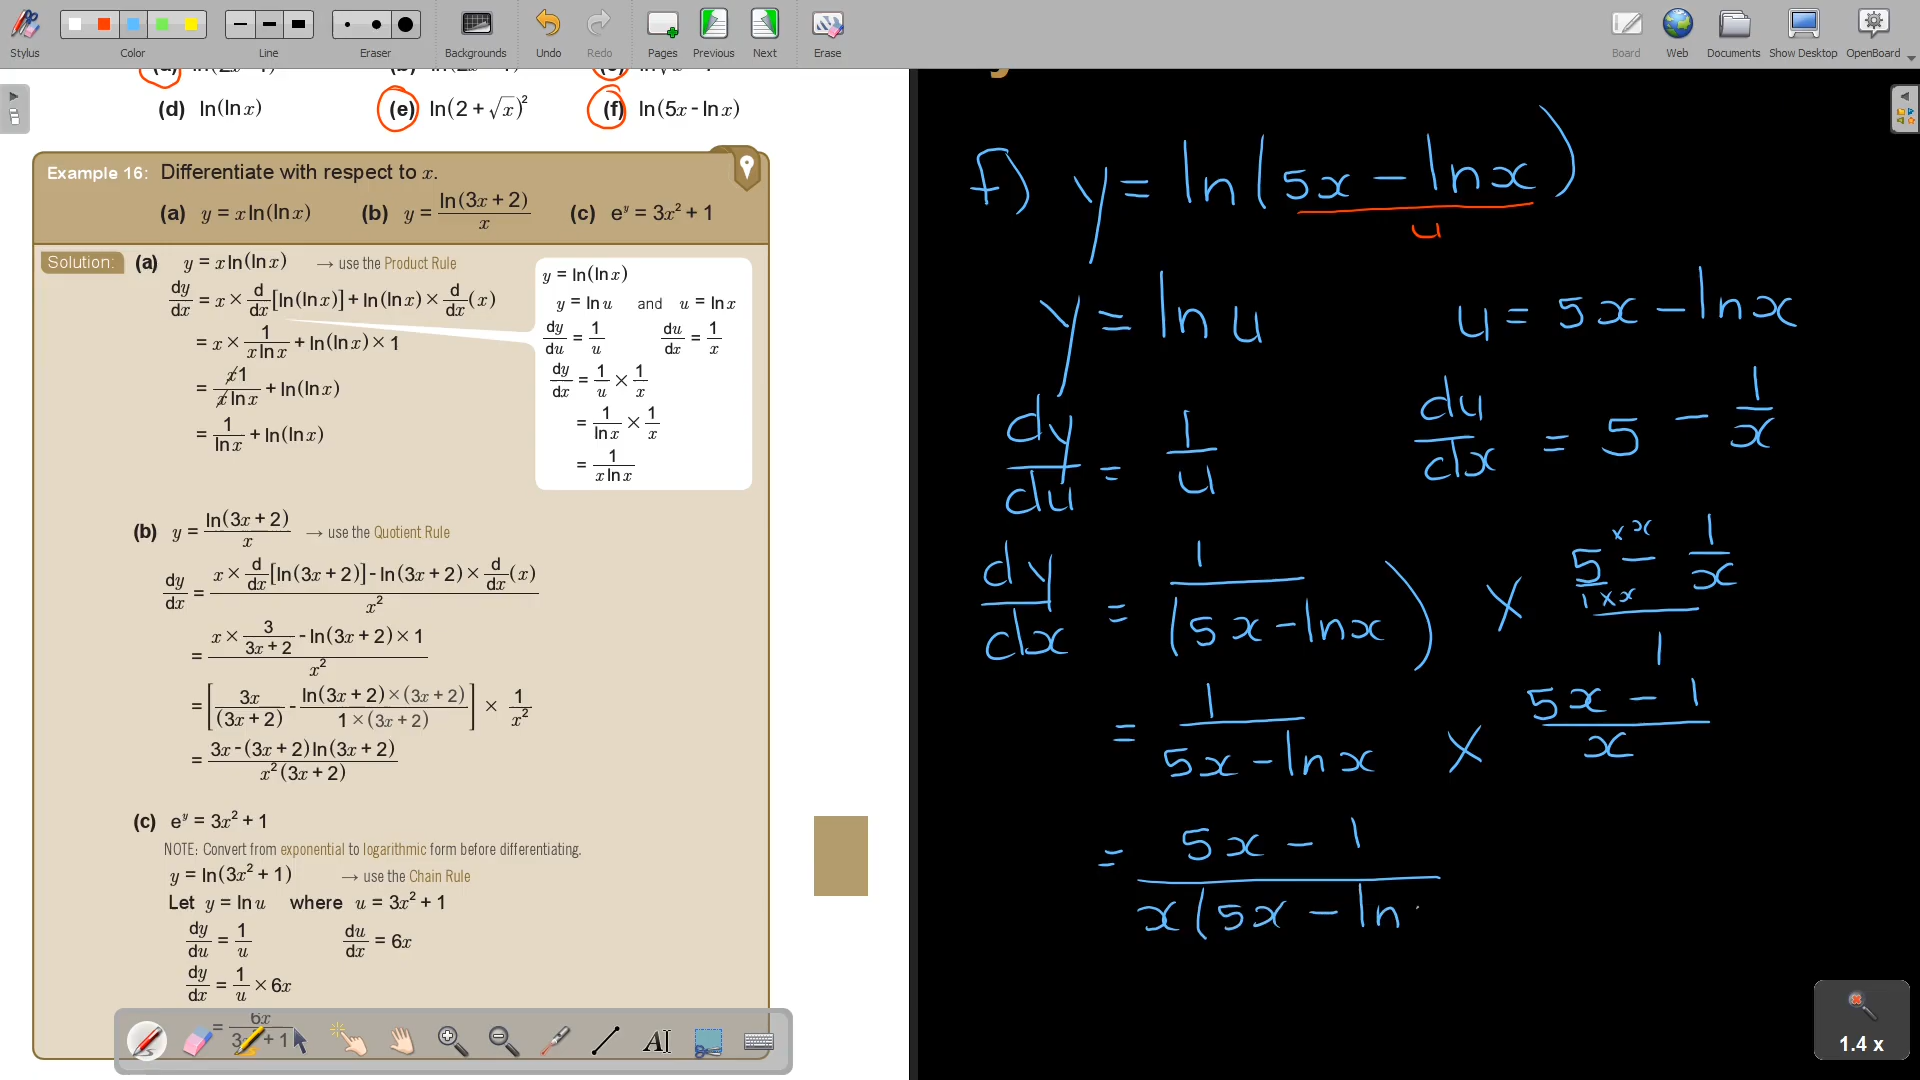 Stylus Color Line Eraser Backgrounds Undo Redo Pages Previous Next Erase Board Web Documents Show Desktop OpenBoard
(d) ln(ln x) (e) ln(2 + √x)² (f) ln(5x - ln x)
Example 16: Differentiate with respect to x.
(a) y = x ln(ln x) (b) y = ln(3x + 2)/x (c) e^y = 3x² + 1
Solution: (a) y = x ln(ln x) → use the Product Rule
dy/dx = x × d/dx[ln(ln x)] + ln(ln x) × d/dx(x)
= x × 1/(x ln x) + ln(ln x) × 1
= x1/(x ln x) + ln(ln x)
= 1/ln x + ln(ln x)
y = ln(ln x)
y = ln u and u = ln x
dy/du = 1/u du/dx = 1/x
dy/dx = 1/u × 1/x
= 1/ln x × 1/x
= 1/(x ln x)
(b) y = ln(3x + 2)/x → use the Quotient Rule
dy/dx = (x × d/dx[ln(3x + 2)] - ln(3x + 2) × d/dx(x))/x²
= (x × 3/(3x + 2) - ln(3x + 2) × 1)/x²
= [3x/(3x + 2) - (ln(3x + 2) × (3x + 2))/(1 × (3x + 2))] × 1/x²
= (3x - (3x + 2)ln(3x + 2))/(x²(3x + 2))
(c) e^y = 3x² + 1
NOTE: Convert from exponential to logarithmic form before differentiating.
y = ln(3x² + 1) → use the Chain Rule
Let y = ln u where u = 3x² + 1
dy/du = 1/u du/dx = 6x
dy/dx = 1/u × 6x
f) y = ln(5x - ln x)
u
y = ln u u = 5x - ln x
dy/du = 1/u du/dx = 5 - 1/x
dy/dx = 1/(5x - ln x) × (5 ×x/1 ×x - 1/x)/1
= 1/(5x - ln x) × (5x - 1)/x
= (5x - 1)/(x(5x - ln
1.4 x